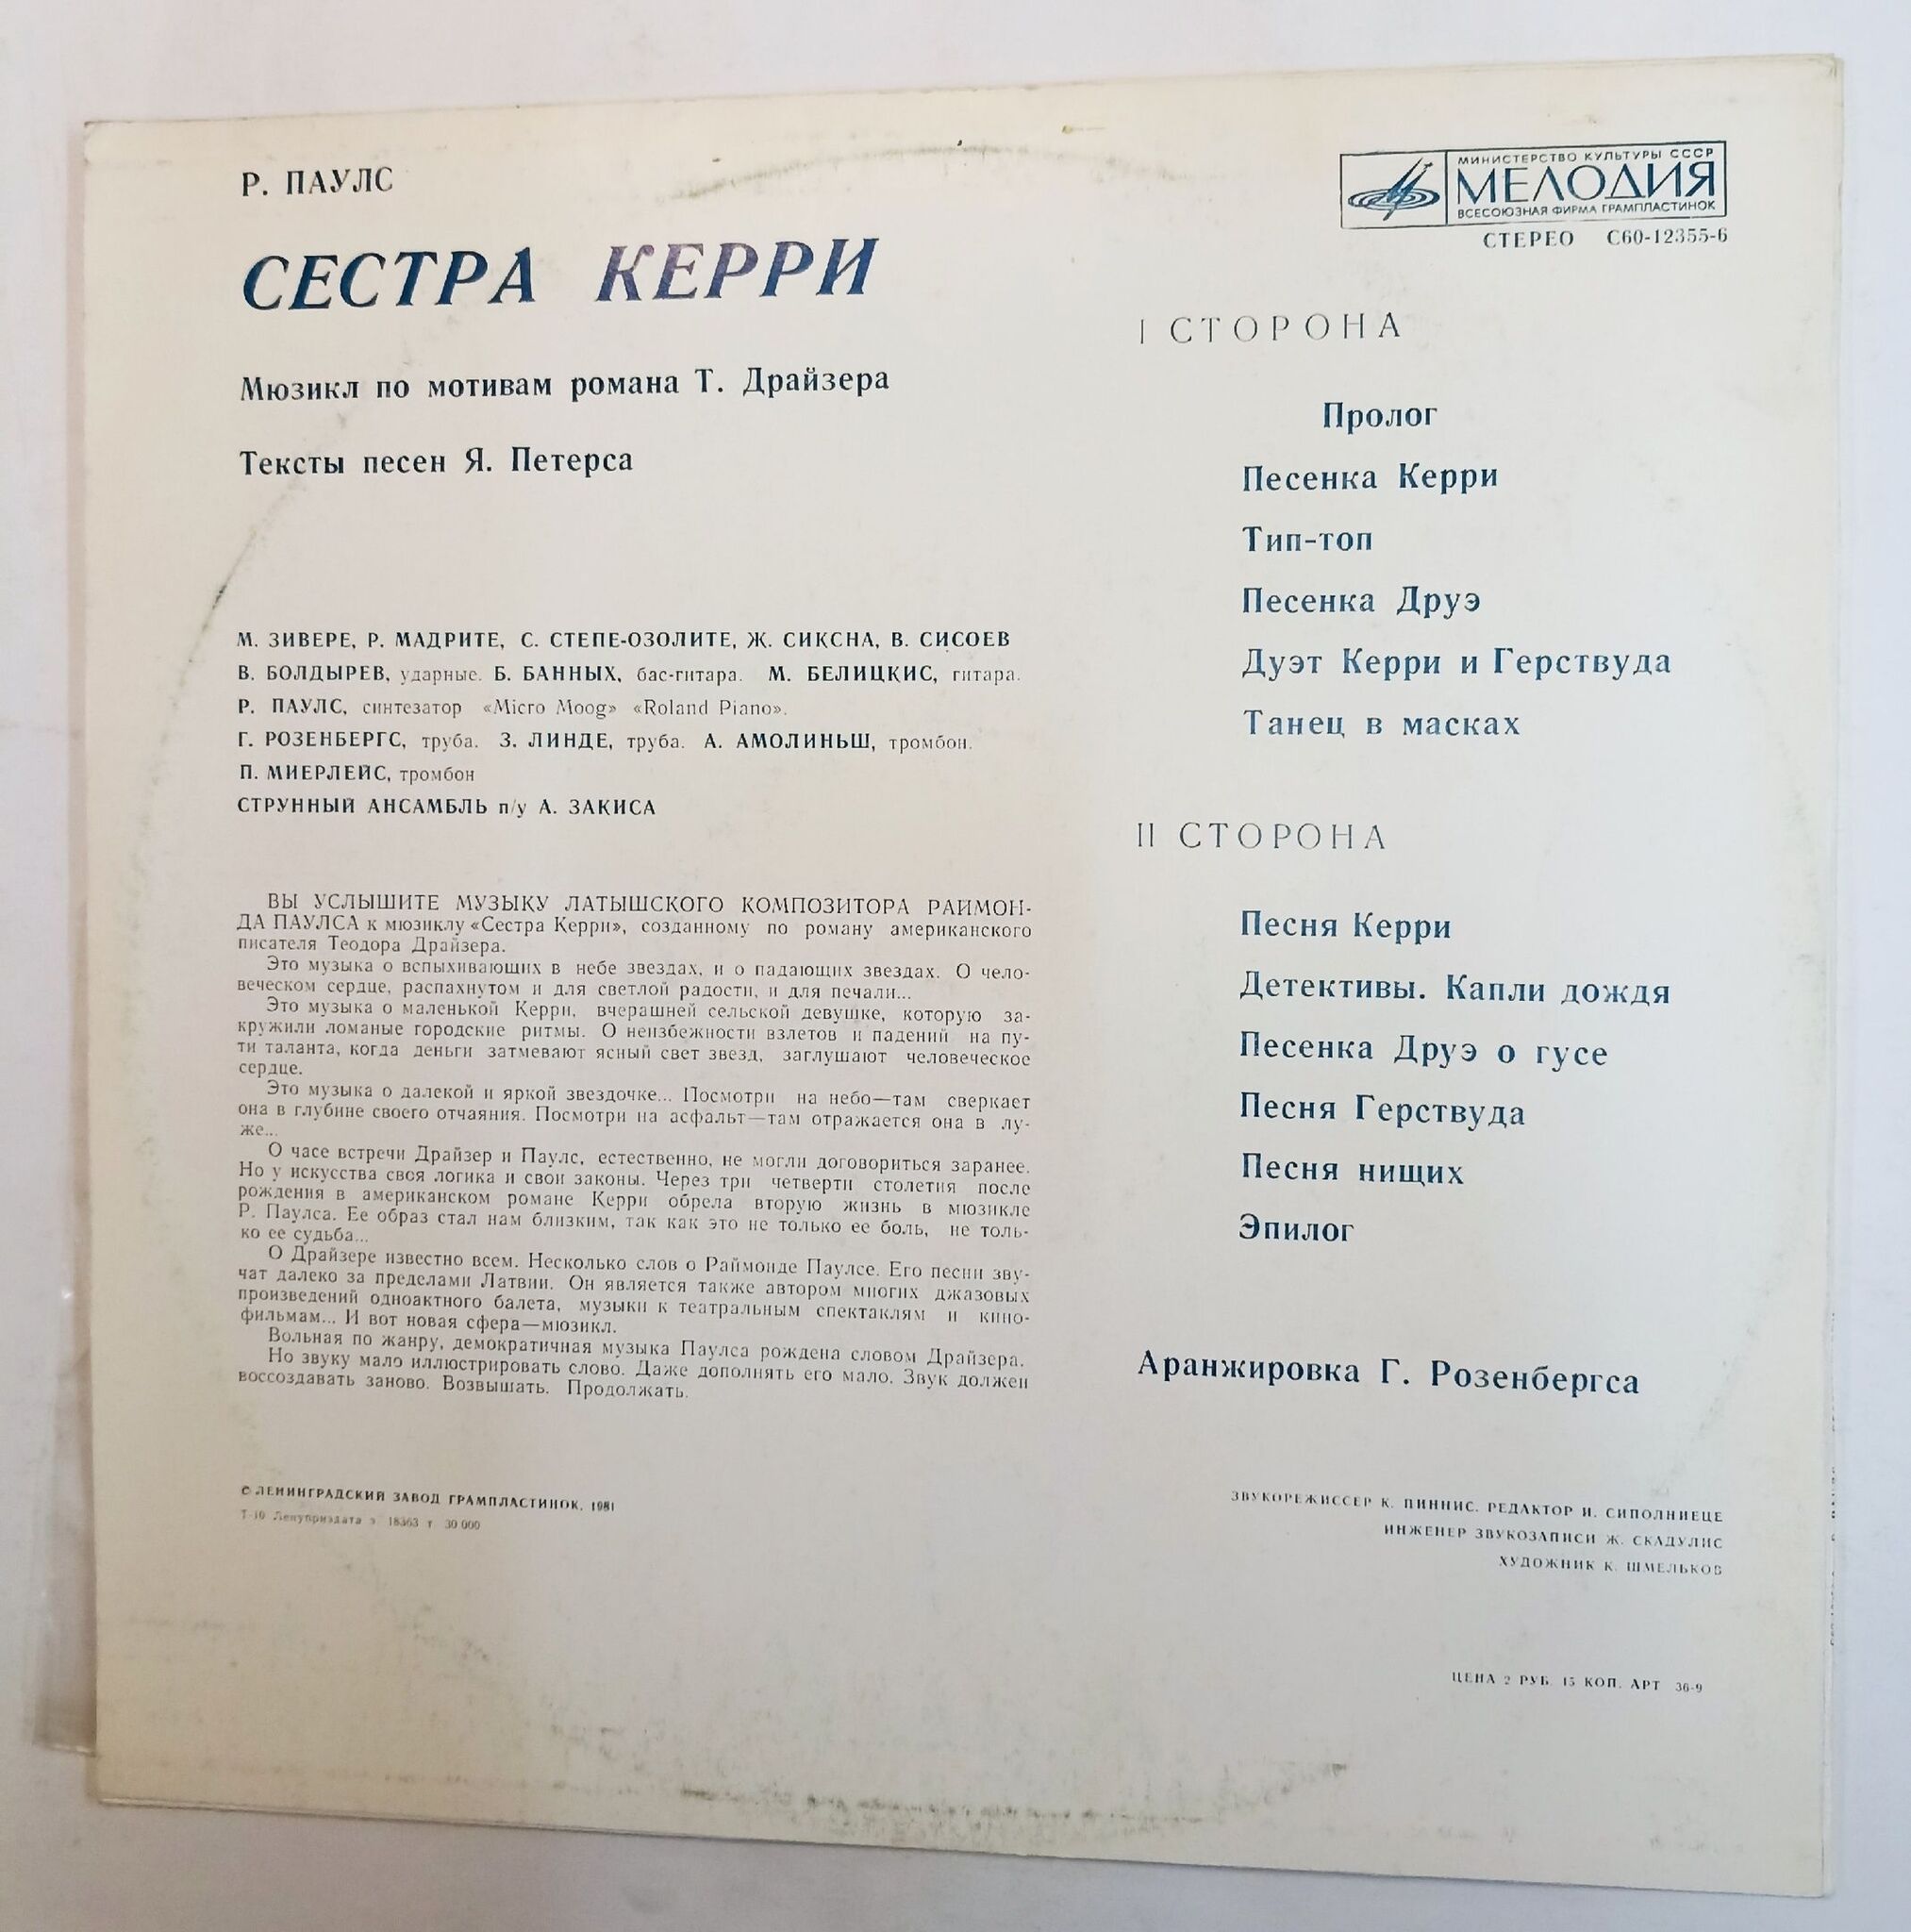 Р. ПАУЛС
СЕСТРА КЕРРИ
Мюзикл по мотивам романа Т. Драйзера
Тексты песен Я. Петерса
М. ЗИВЕРЕ, Р. МАДРИТЕ, С. СТЕПЕ-ОЗОЛИТЕ, Ж. СИКСНА, В. СИСОЕВ
В. БОЛДЫРЕВ, ударные. Б. БАННЫХ, бас-гитара. М. БЕЛИЦКИС, гитара.
Р. ПАУЛС, синтезатор «Micro Moog» «Roland Piano».
Г. РОЗЕНБЕРГС, труба. З. ЛИНДЕ, труба. А. АМОЛИНЬШ, тромбон.
П. МИЕРЛЕЙС, тромбон
СТРУННЫЙ АНСАМБЛЬ п/у А. ЗАКИСА
ВЫ УСЛЫШИТЕ МУЗЫКУ ЛАТЫШСКОГО КОМПОЗИТОРА РАИМОН-
ДА ПАУЛСА к мюзиклу «Сестра Керри», созданному по роману американского
писателя Теодора Драйзера.
Это музыка о вспыхивающих в небе звездах, и о падающих звездах. О чело-
веческом сердце, распахнутом и для светлой радости, и для печали...
Это музыка о маленькой Керри, вчерашней сельской девушке, которую за-
кружили ломаные городские ритмы. О неизбежности взлетов и падений на пу-
ти таланта, когда деньги затмевают ясный свет звезд, заглушают человеческое
сердце.
Это музыка о далекой и яркой звездочке... Посмотри на небо—там сверкает
она в глубине своего отчаяния. Посмотри на асфальт—там отражается она в лу-
же...
О часе встречи Драйзер и Паулс, естественно, не могли договориться заранее.
Но у искусства своя логика и свои законы. Через три четверти столетия после
рождения в американском романе Керри обрела вторую жизнь в мюзикле
Р. Паулса. Ее образ стал нам близким, так как это не только ее боль, не толь-
ко ее судьба...
О Драйзере известно всем. Несколько слов о Раймонде Паулсе. Его песни зву-
чат далеко за пределами Латвии. Он является также автором многих джазовых
произведений одноактного балета, музыки к театральным спектаклям и кино-
фильмам... И вот новая сфера—мюзикл.
Вольная по жанру, демократичная музыка Паулса рождена словом Драйзера.
Но звуку мало иллюстрировать слово. Даже дополнять его мало. Звук должен
воссоздавать заново. Возвышать. Продолжать.
© ЛЕНИНГРАДСКИЙ ЗАВОД ГРАМПЛАСТИНОК, 1981
Т-10 Ленуприздата з. 18363 т. 30 000
МИНИСТЕРСТВО КУЛЬТУРЫ СССР
МЕЛОДИЯ
ВСЕСОЮЗНАЯ ФИРМА ГРАМПЛАСТИНОК
СТЕРЕО С60-12355-6
I СТОРОНА
Пролог
Песенка Керри
Тип-топ
Песенка Друэ
Дуэт Керри и Герствуда
Танец в масках
II СТОРОНА
Песня Керри
Детективы. Капли дождя
Песенка Друэ о гусе
Песня Герствуда
Песня нищих
Эпилог
Аранжировка Г. Розенбергса
ЗВУКОРЕЖИССЕР К. ПИННИС. РЕДАКТОР И. СИПОЛНИЕЦЕ
ИНЖЕНЕР ЗВУКОЗАПИСИ Ж. СКАДУЛИС
ХУДОЖНИК К. ШМЕЛЬКОВ
ЦЕНА 2 РУБ. 15 КОП. АРТ 36-9